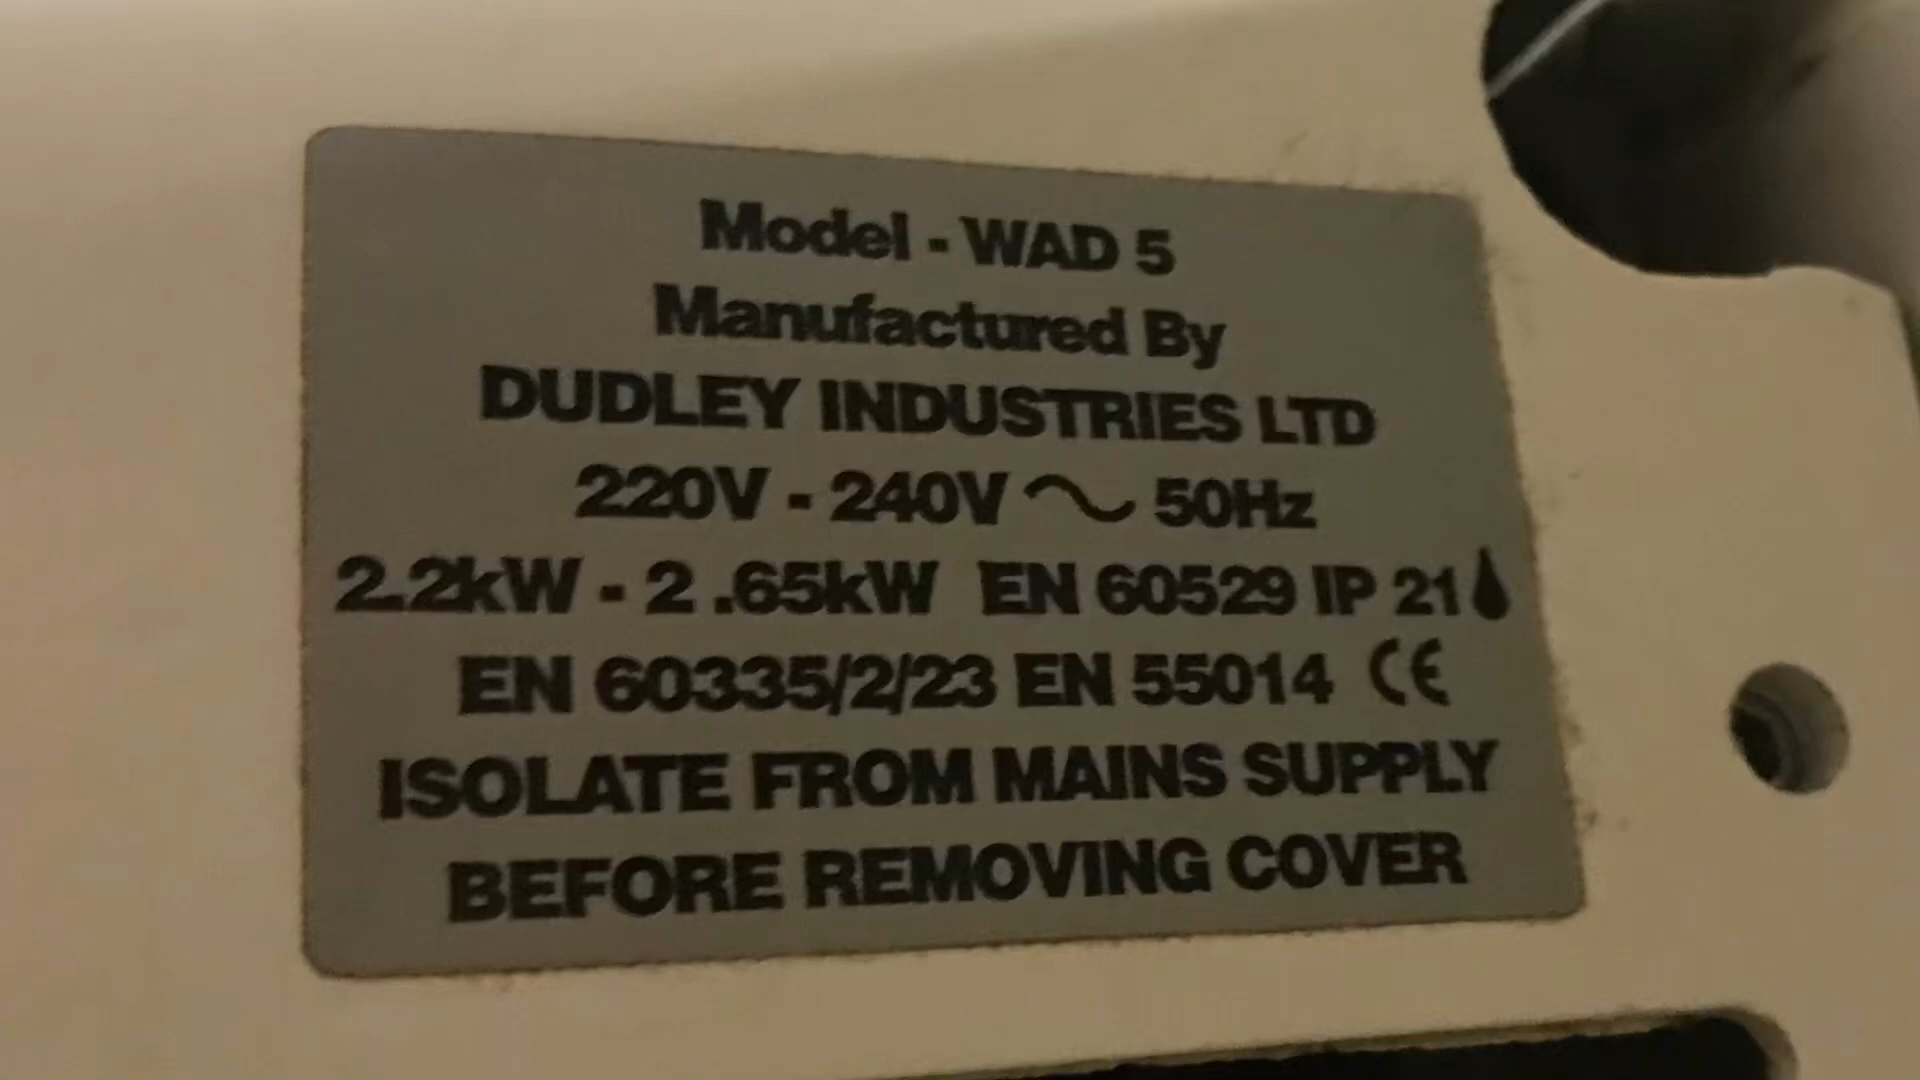 Model - WAD 5
Manufactured By
DUDLEY INDUSTRIES LTD
220V - 240V ~ 50Hz
2.2kW - 2 .65kW EN 60529 IP 21
EN 60335/2/23 EN 55014 CE
ISOLATE FROM MAINS SUPPLY
BEFORE REMOVING COVER